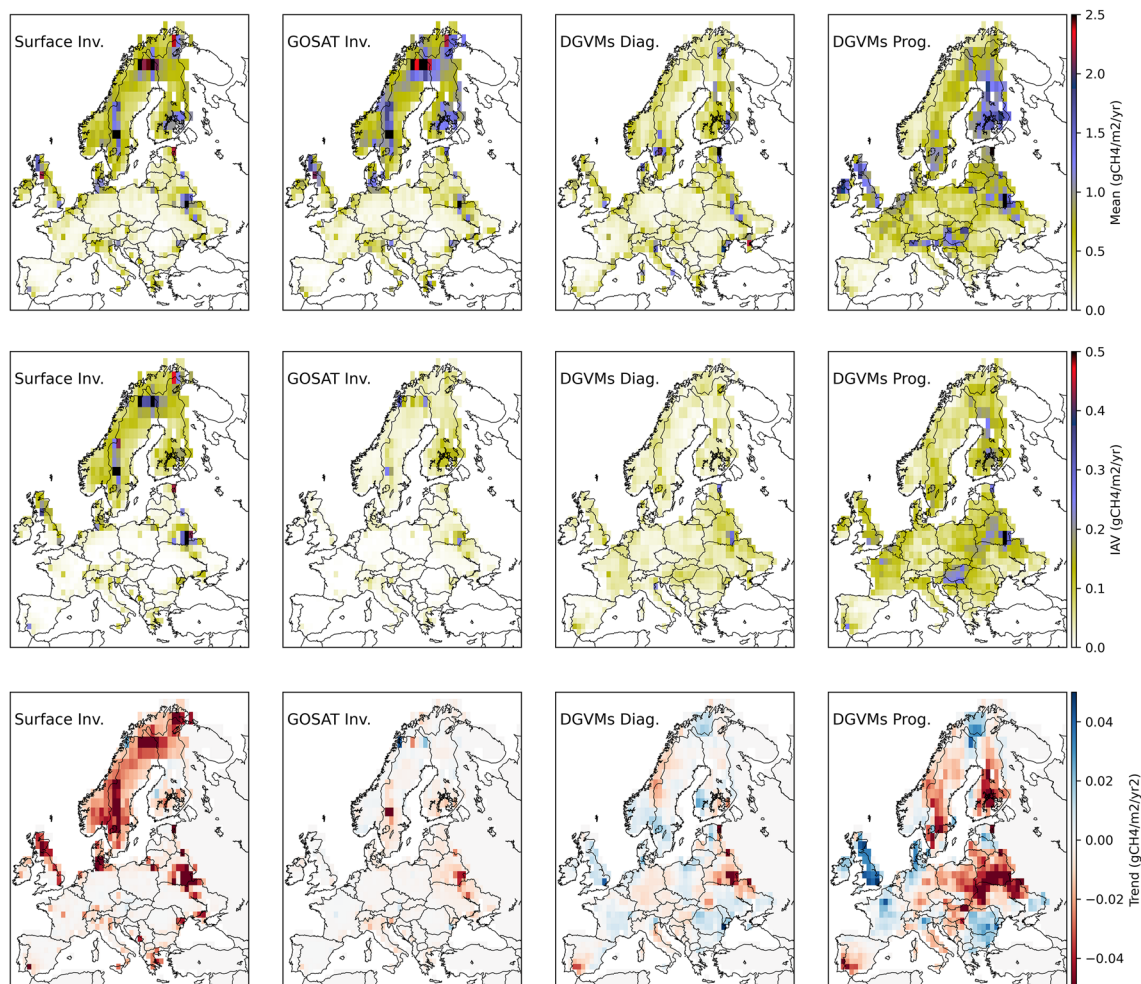 Surface Inv.
GOSAT Inv.
DGVMs Diag.
DGVMs Prog.
2.5
2.0
1.5
1.0
0.5
0.0
Mean (gCH4/m2/yr)
Surface Inv.
GOSAT Inv.
DGVMs Diag.
DGVMs Prog.
0.5
0.4
0.3
0.2
0.1
0.0
IAV (gCH4/m2/yr)
Surface Inv.
GOSAT Inv.
DGVMs Diag.
DGVMs Prog.
0.04
0.02
0.00
−0.02
−0.04
Trend (gCH4/m2/yr2)